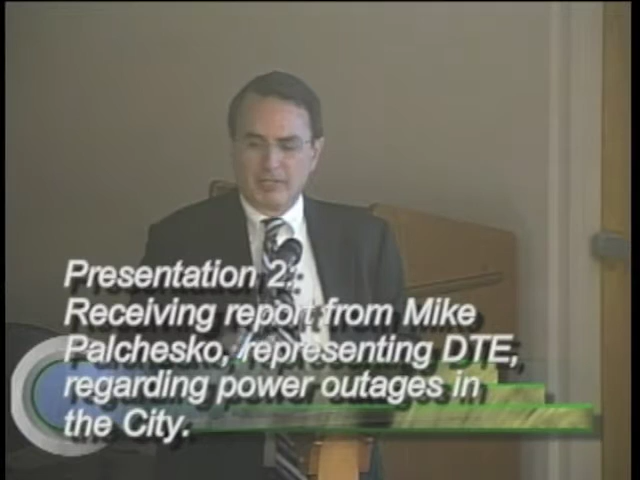 Presentation 2:
Receiving report from Mike
Palchesko, representing DTE,
regarding power outages in
the City.